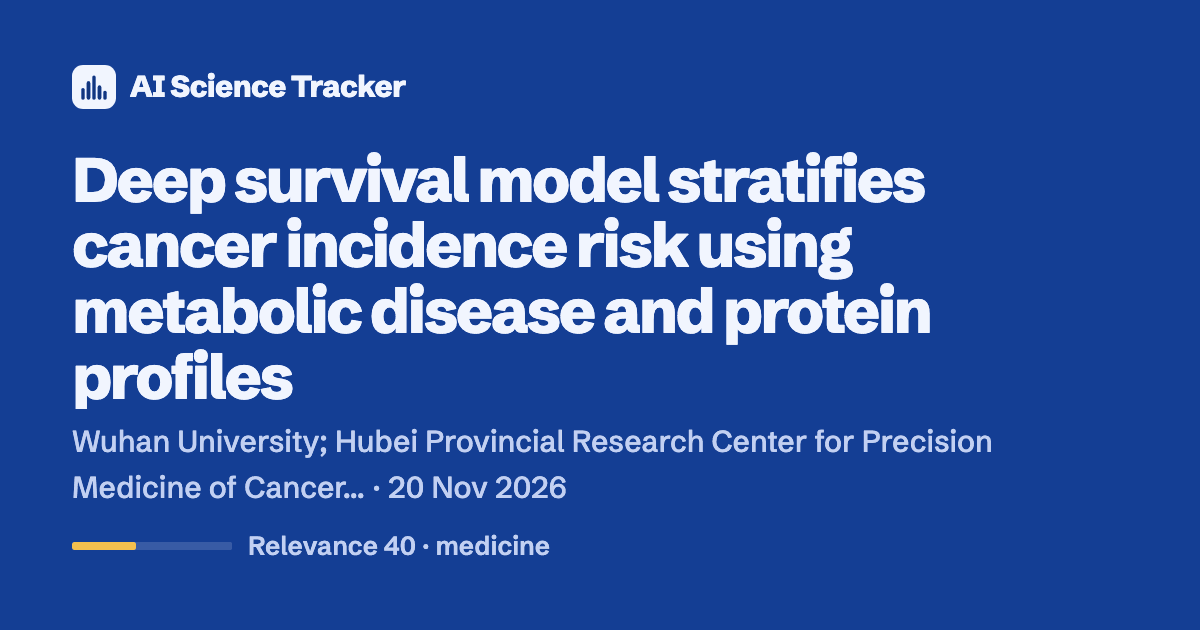 AI Science Tracker
Deep survival model stratifies
cancer incidence risk using
metabolic disease and protein
profiles
Wuhan University; Hubei Provincial Research Center for Precision
Medicine of Cancer... · 20 Nov 2026
Relevance 40 · medicine